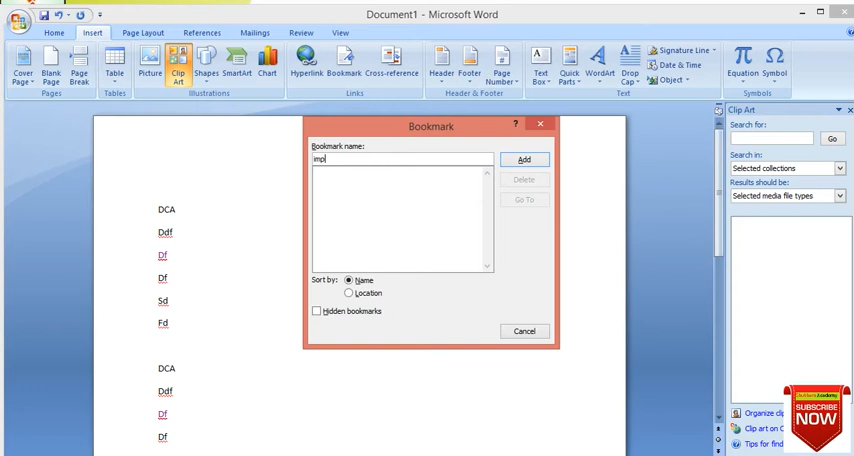 Document1 - Microsoft Word
Home Insert Page Layout References Mailings Review View
Cover Page Blank Page Page Break
Table
Picture Clip Art Shapes SmartArt Chart
Hyperlink Bookmark Cross-reference
Header Footer Page Number
Text Box Quick Parts WordArt Drop Cap
Signature Line
Date & Time
Object
Equation Symbol
Pages Tables Illustrations Links Header & Footer Text Symbols
Bookmark
?
Bookmark name:
imp
Add
Delete
Go To
Sort by: Name
Location
Hidden bookmarks
Cancel
DCA
Ddf
Df
Df
Sd
Fd
DCA
Ddf
Df
Df
Clip Art
Search for:
Go
Search in:
Selected collections
Results should be:
Selected media file types
Organize cli
Clip art on O
Tips for find
SUBSCRIBE
NOW